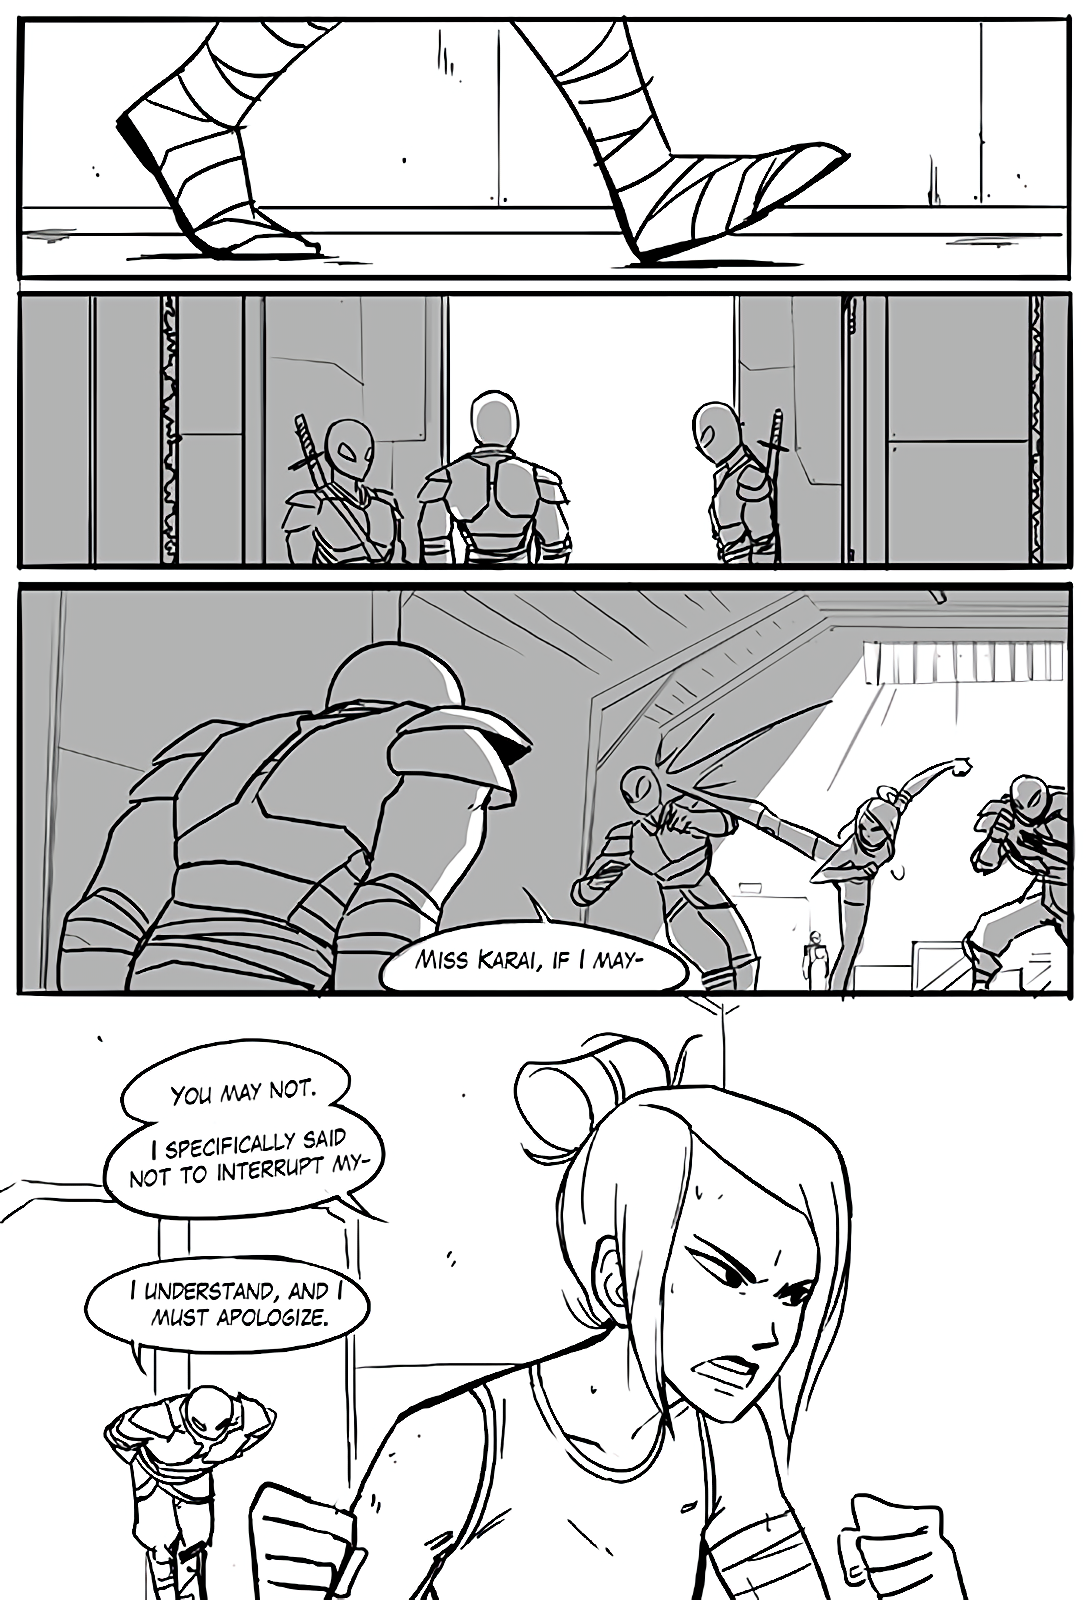 MISS KARAI, IF I MAY-
YOU MAY NOT.
I SPECIFICALLY SAID
NOT TO INTERRUPT MY-
I UNDERSTAND, AND I
MUST APOLOGIZE.